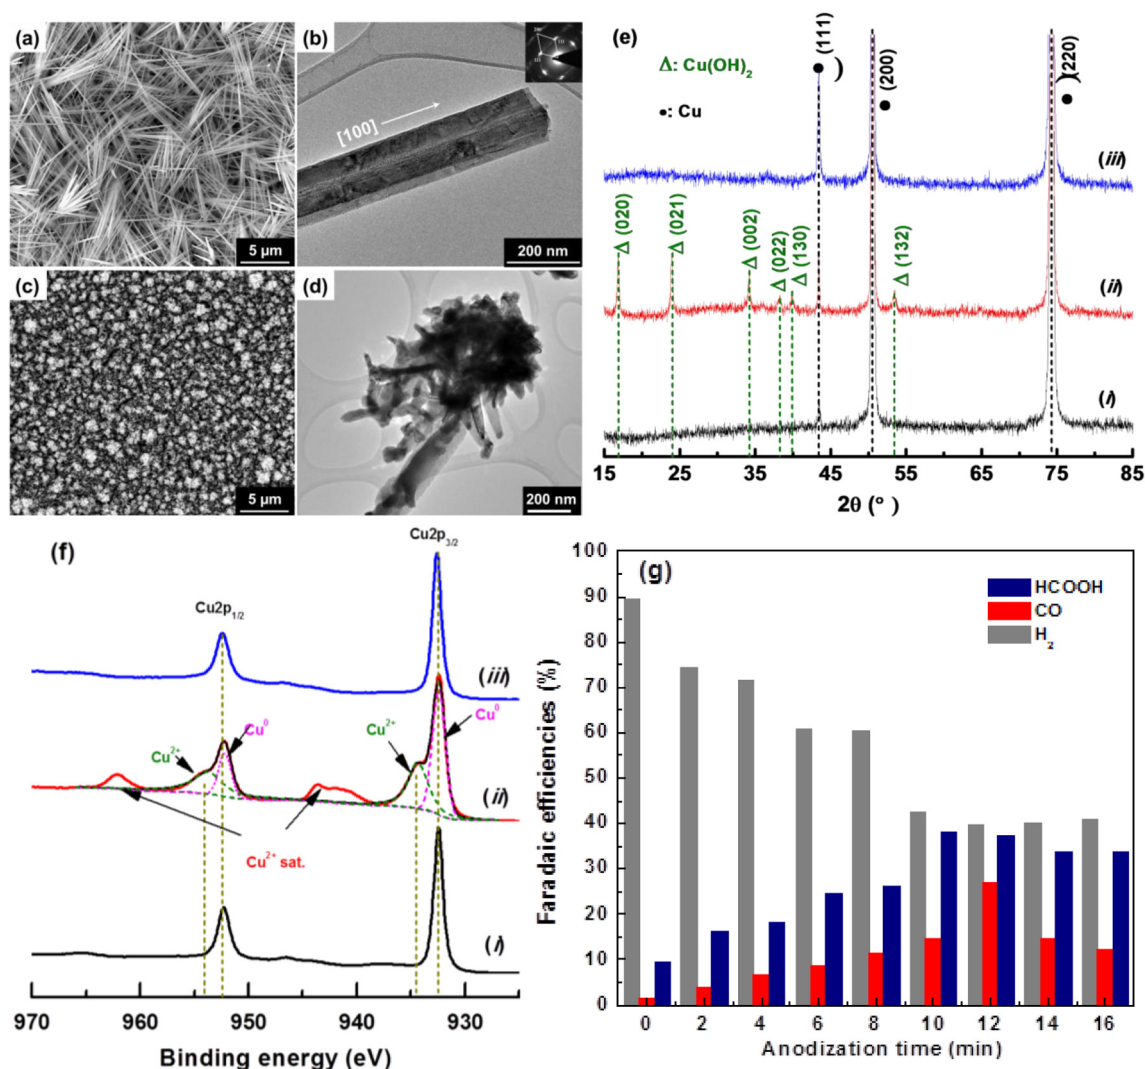 (a)
5 µm
(b)
[100]
200 nm
(c)
5 µm
(d)
200 nm
(e)
Δ: Cu(OH)₂
•: Cu
(111)
)
(200)
(220)
)
(iii)
Δ (020)
Δ (021)
Δ (002)
Δ (022)
Δ (130)
Δ (132)
(ii)
(i)
15 25 35 45 55 65 75 85
2θ (°)
(f)
Cu2p₃/₂
Cu2p₁/₂
(iii)
Cu²⁺
Cu⁰
Cu²⁺
Cu⁰
(ii)
Cu²⁺ sat.
(i)
970 960 950 940 930
Binding energy (eV)
(g)
HCOOH
CO
H₂
Faradaic efficiencies (%)
100
90
80
70
60
50
40
30
20
10
0
0 2 4 6 8 10 12 14 16
Anodization time (min)